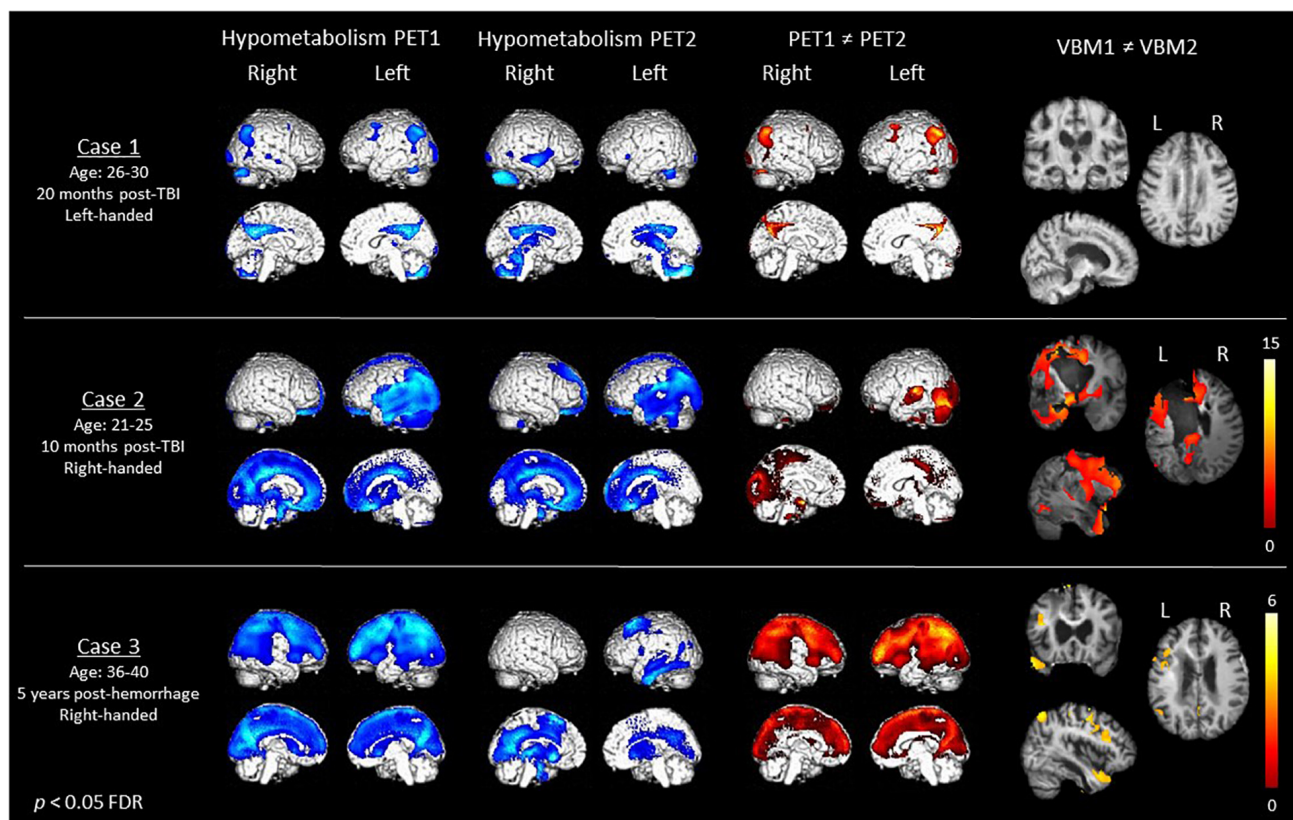 Hypometabolism PET1
Hypometabolism PET2
PET1 ≠ PET2
VBM1 ≠ VBM2
Right
Left
Right
Left
Right
Left
Case 1
Age: 26-30
20 months post-TBI
Left-handed
L
R
Case 2
Age: 21-25
10 months post-TBI
Right-handed
L
R
15
0
Case 3
Age: 36-40
5 years post-hemorrhage
Right-handed
L
R
6
0
p < 0.05 FDR